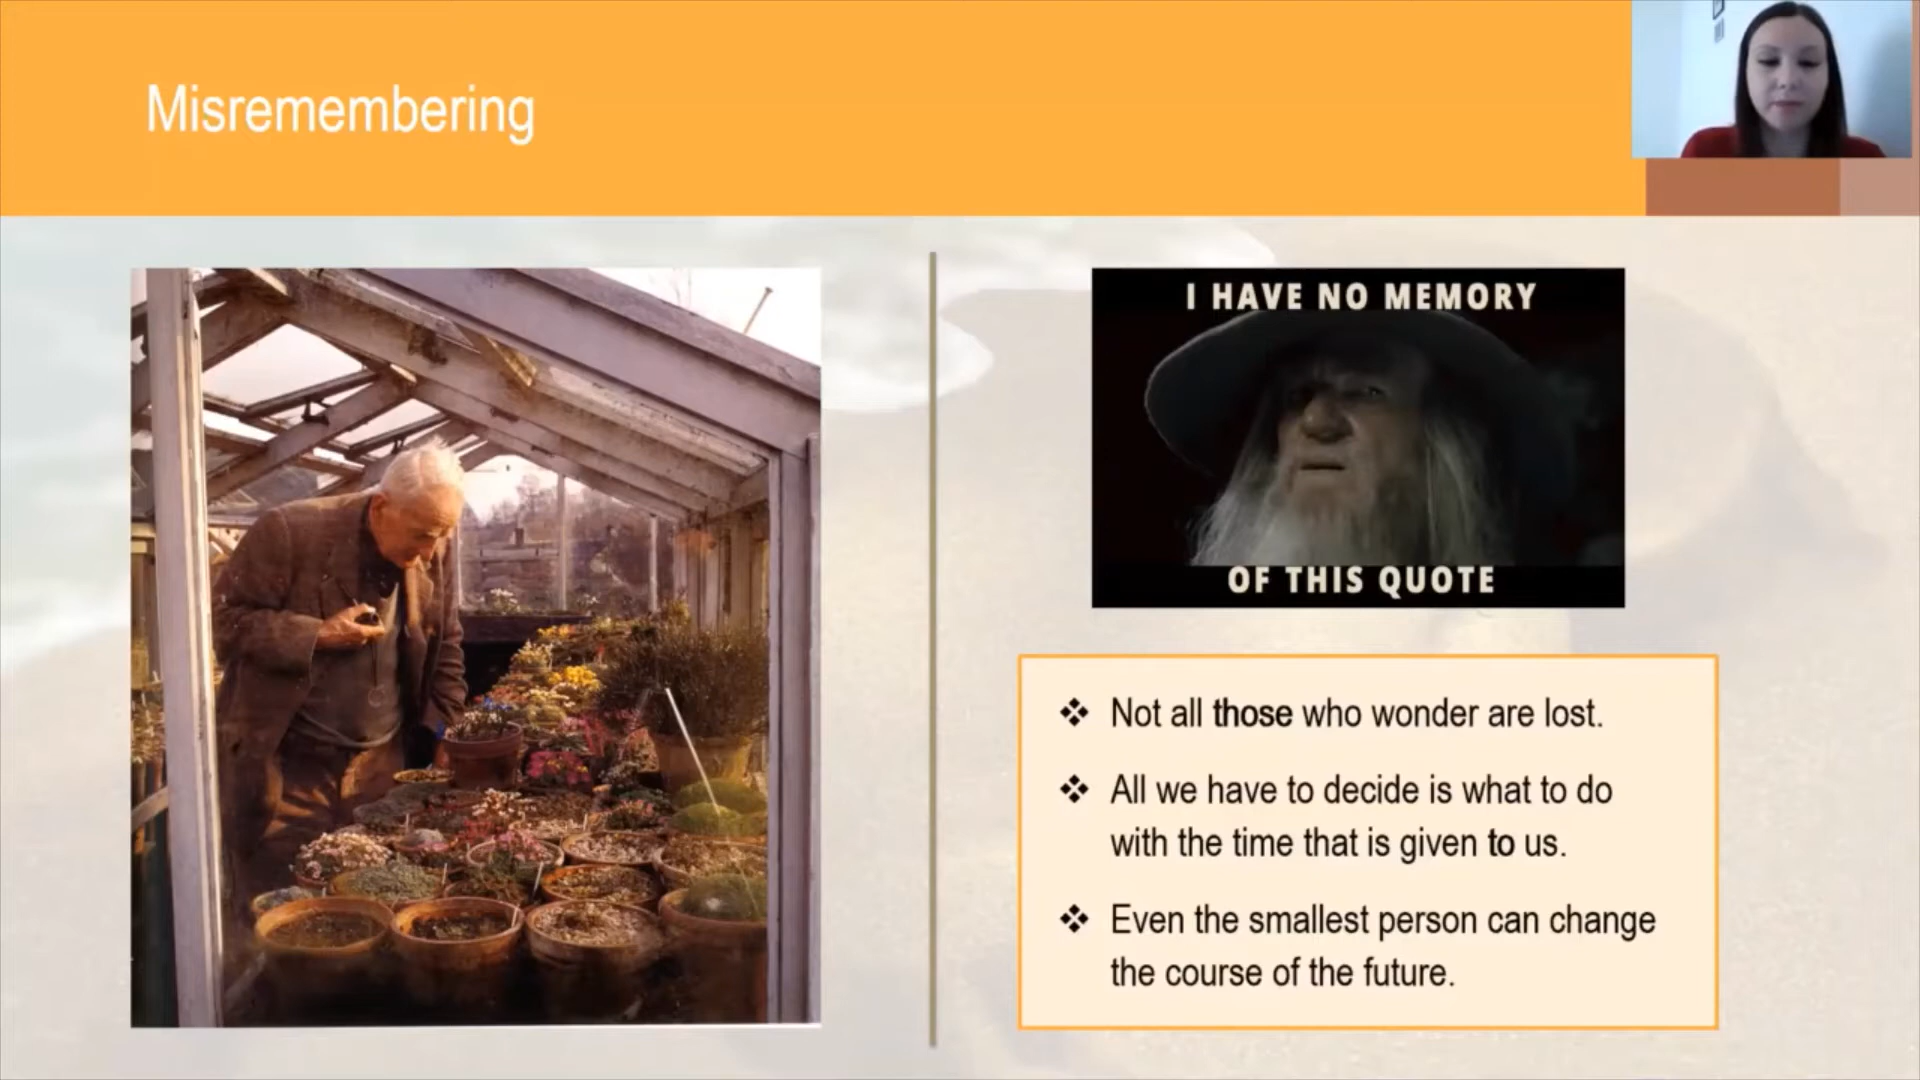 Misremembering
I HAVE NO MEMORY
OF THIS QUOTE
❖ Not all those who wonder are lost.
❖ All we have to decide is what to do
with the time that is given to us.
❖ Even the smallest person can change
the course of the future.